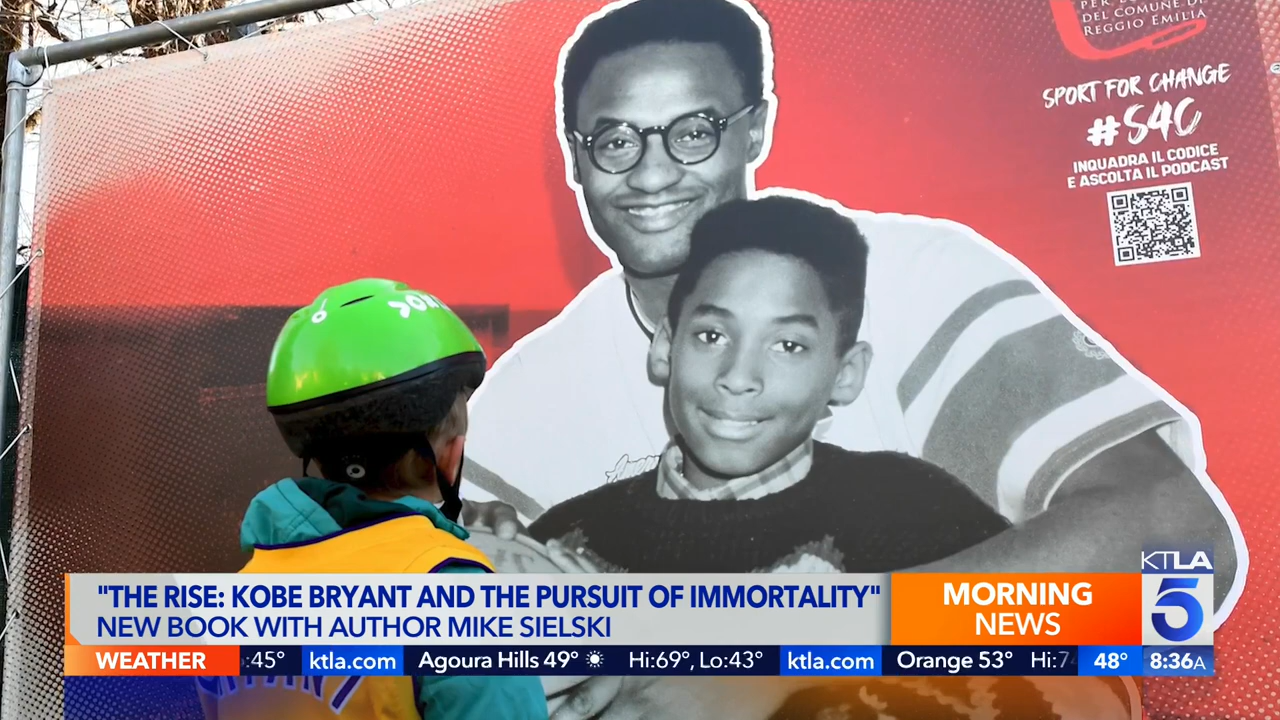 DEL COMUNE DI
REGGIO EMILIA
SPORT FOR CHANGE
#S4C
INQUADRA IL CODICE
E ASCOLTA IL PODCAST
"THE RISE: KOBE BRYANT AND THE PURSUIT OF IMMORTALITY"
NEW BOOK WITH AUTHOR MIKE SIELSKI
MORNING
NEWS
KTLA
5
WEATHER :45° ktla.com Agoura Hills 49° Hi:69°, Lo:43° ktla.com Orange 53° Hi:7 48° 8:36A